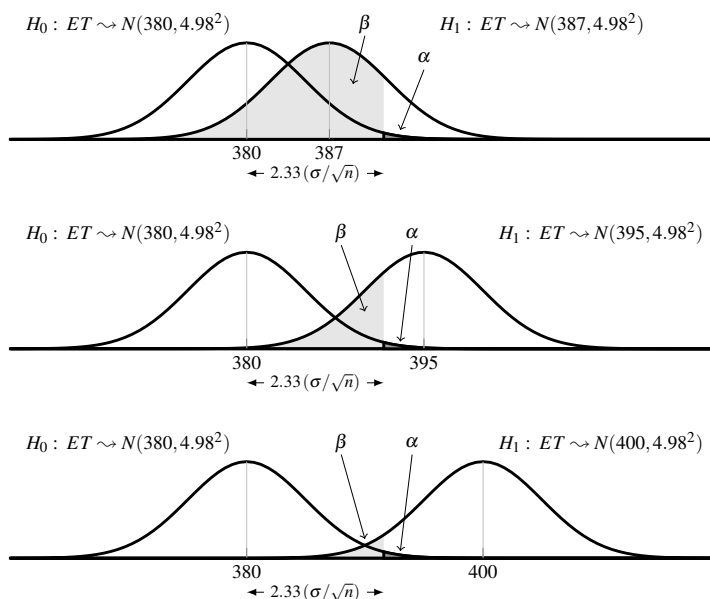 H₀ : ET ⤳ N(380, 4.98²) β H₁ : ET ⤳ N(387, 4.98²)
α
380 387
2.33(σ/√n)
H₀ : ET ⤳ N(380, 4.98²) β α H₁ : ET ⤳ N(395, 4.98²)
380 395
2.33(σ/√n)
H₀ : ET ⤳ N(380, 4.98²) β α H₁ : ET ⤳ N(400, 4.98²)
380 400
2.33(σ/√n)